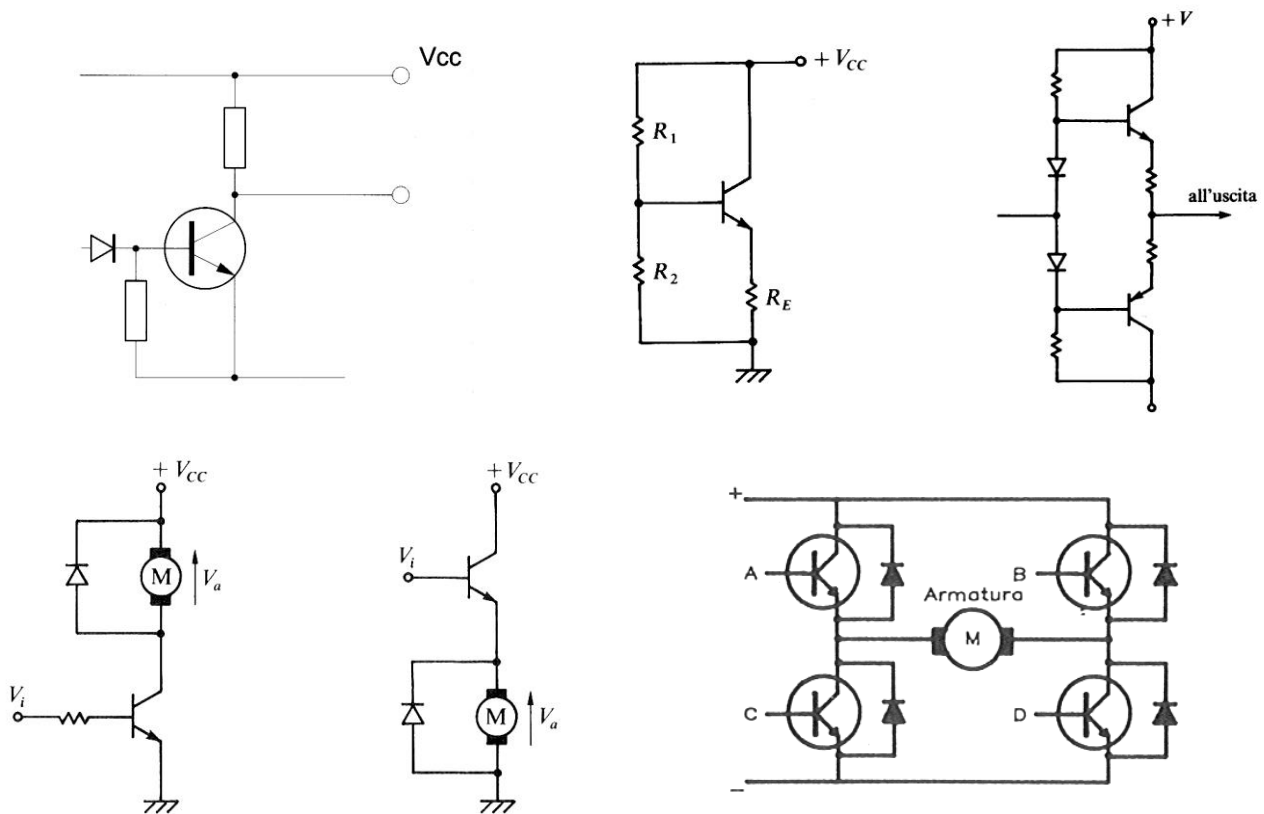 Vcc
+ V_CC
R_1
R_2
R_E
+ V
all'uscita
+ V_CC
M
V_a
V_i
+ V_CC
V_i
M
V_a
+
A
B
Armatura
M
C
D
−